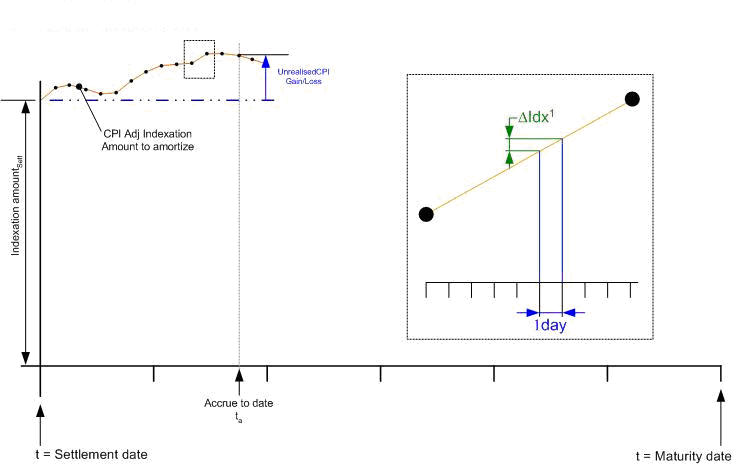 UnrealisedCPI
Gain/Loss
CPI Adj Indexation
Amount to amortize
Indexation amountSett
ΔIdx1
1day
Accrue to date
ta
t = Settlement date
t = Maturity date